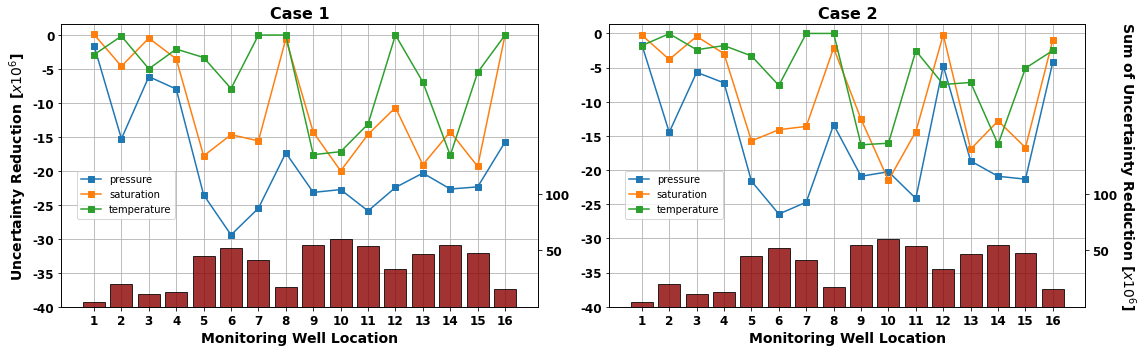 Case 1
Uncertainty Reduction [x10⁶]
0
-5
-10
-15
-20
-25
-30
-35
-40
100
50
pressure
saturation
temperature
1 2 3 4 5 6 7 8 9 10 11 12 13 14 15 16
Monitoring Well Location
Case 2
0
-5
-10
-15
-20
-25
-30
-35
-40
100
50
pressure
saturation
temperature
1 2 3 4 5 6 7 8 9 10 11 12 13 14 15 16
Monitoring Well Location
Sum of Uncertainty Reduction [x10⁶]